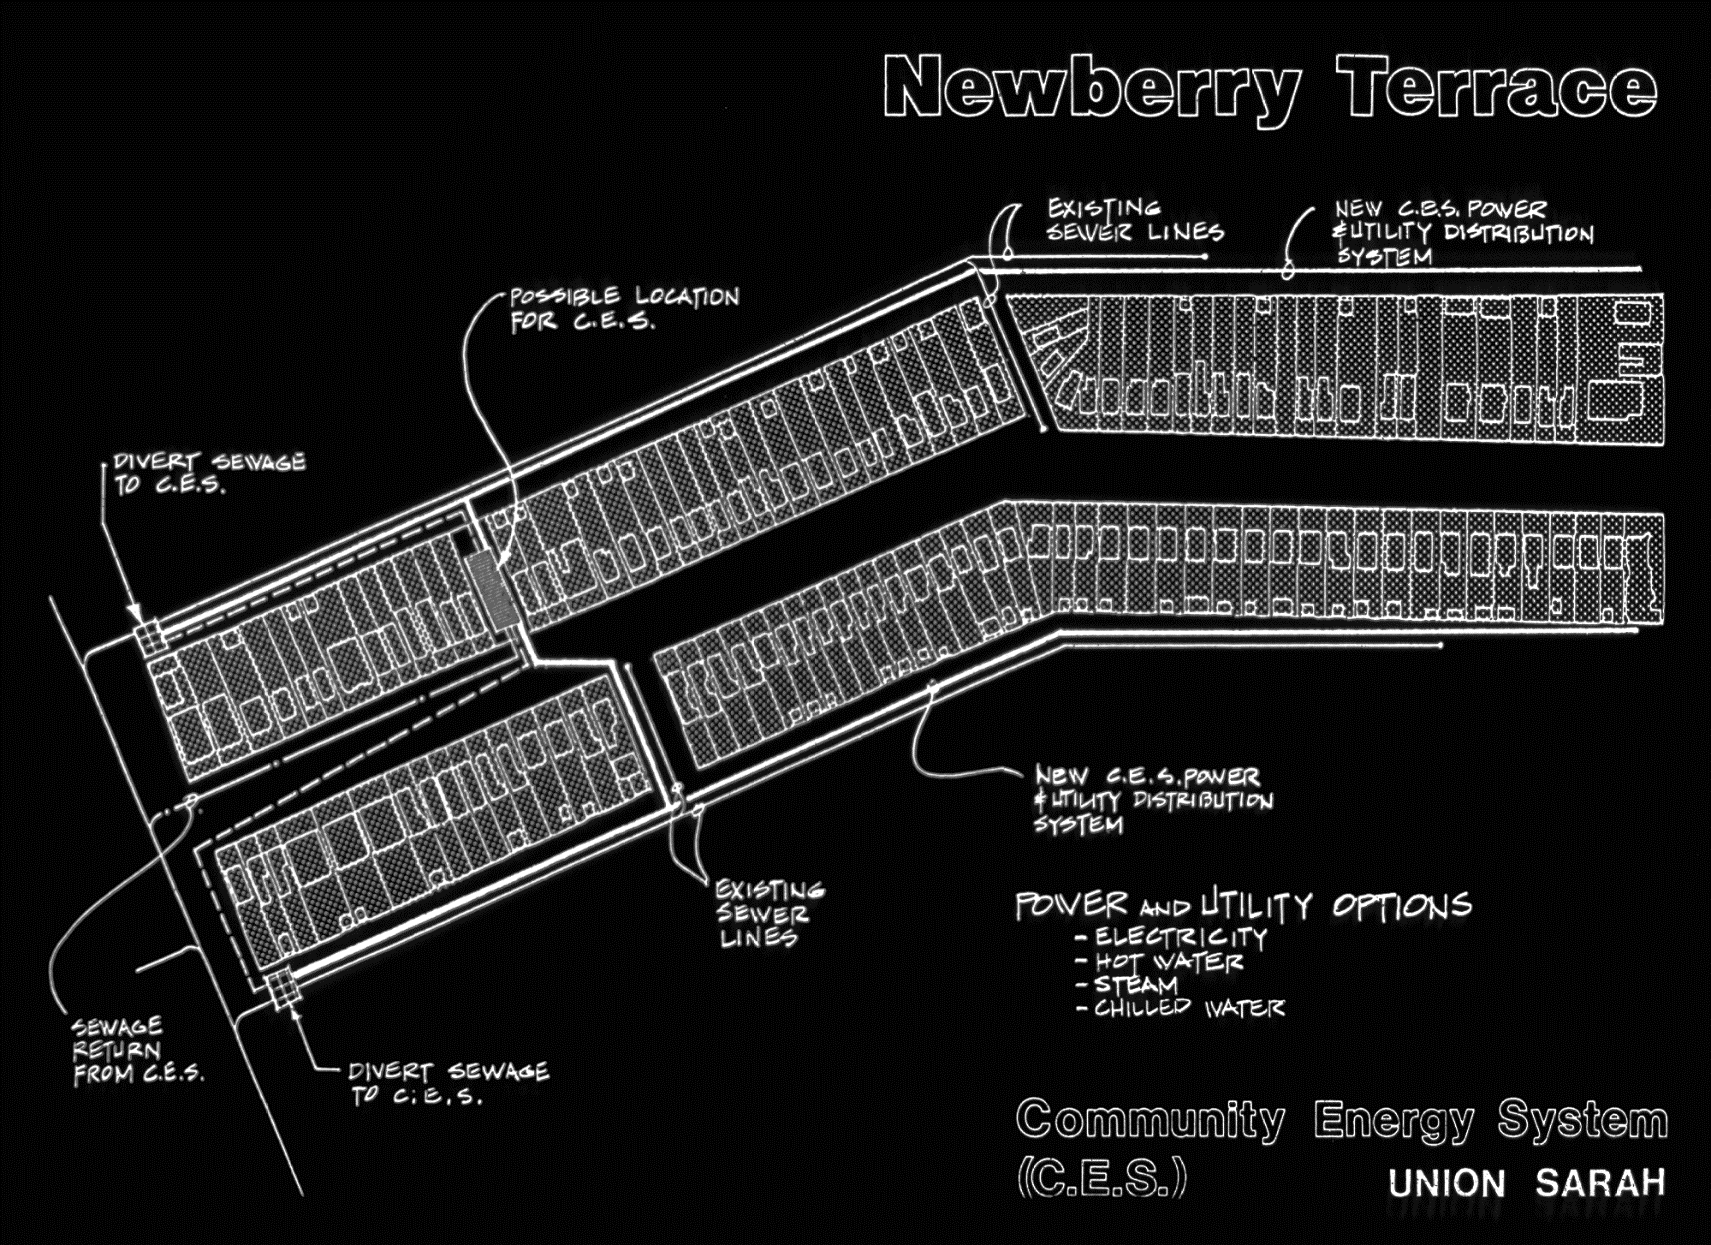 Newberry Terrace
EXISTING
SEWER LINES
NEW C.E.S. POWER
& UTILITY DISTRIBUTION
SYSTEM
POSSIBLE LOCATION
FOR C.E.S.
DIVERT SEWAGE
TO C.E.S.
NEW C.E.S. POWER
& UTILITY DISTRIBUTION
SYSTEM
EXISTING
SEWER
LINES
POWER AND UTILITY OPTIONS
- ELECTRICITY
- HOT WATER
- STEAM
- CHILLED WATER
SEWAGE
RETURN
FROM C.E.S.
DIVERT SEWAGE
TO C.E.S.
Community Energy System
(C.E.S.)
UNION SARAH